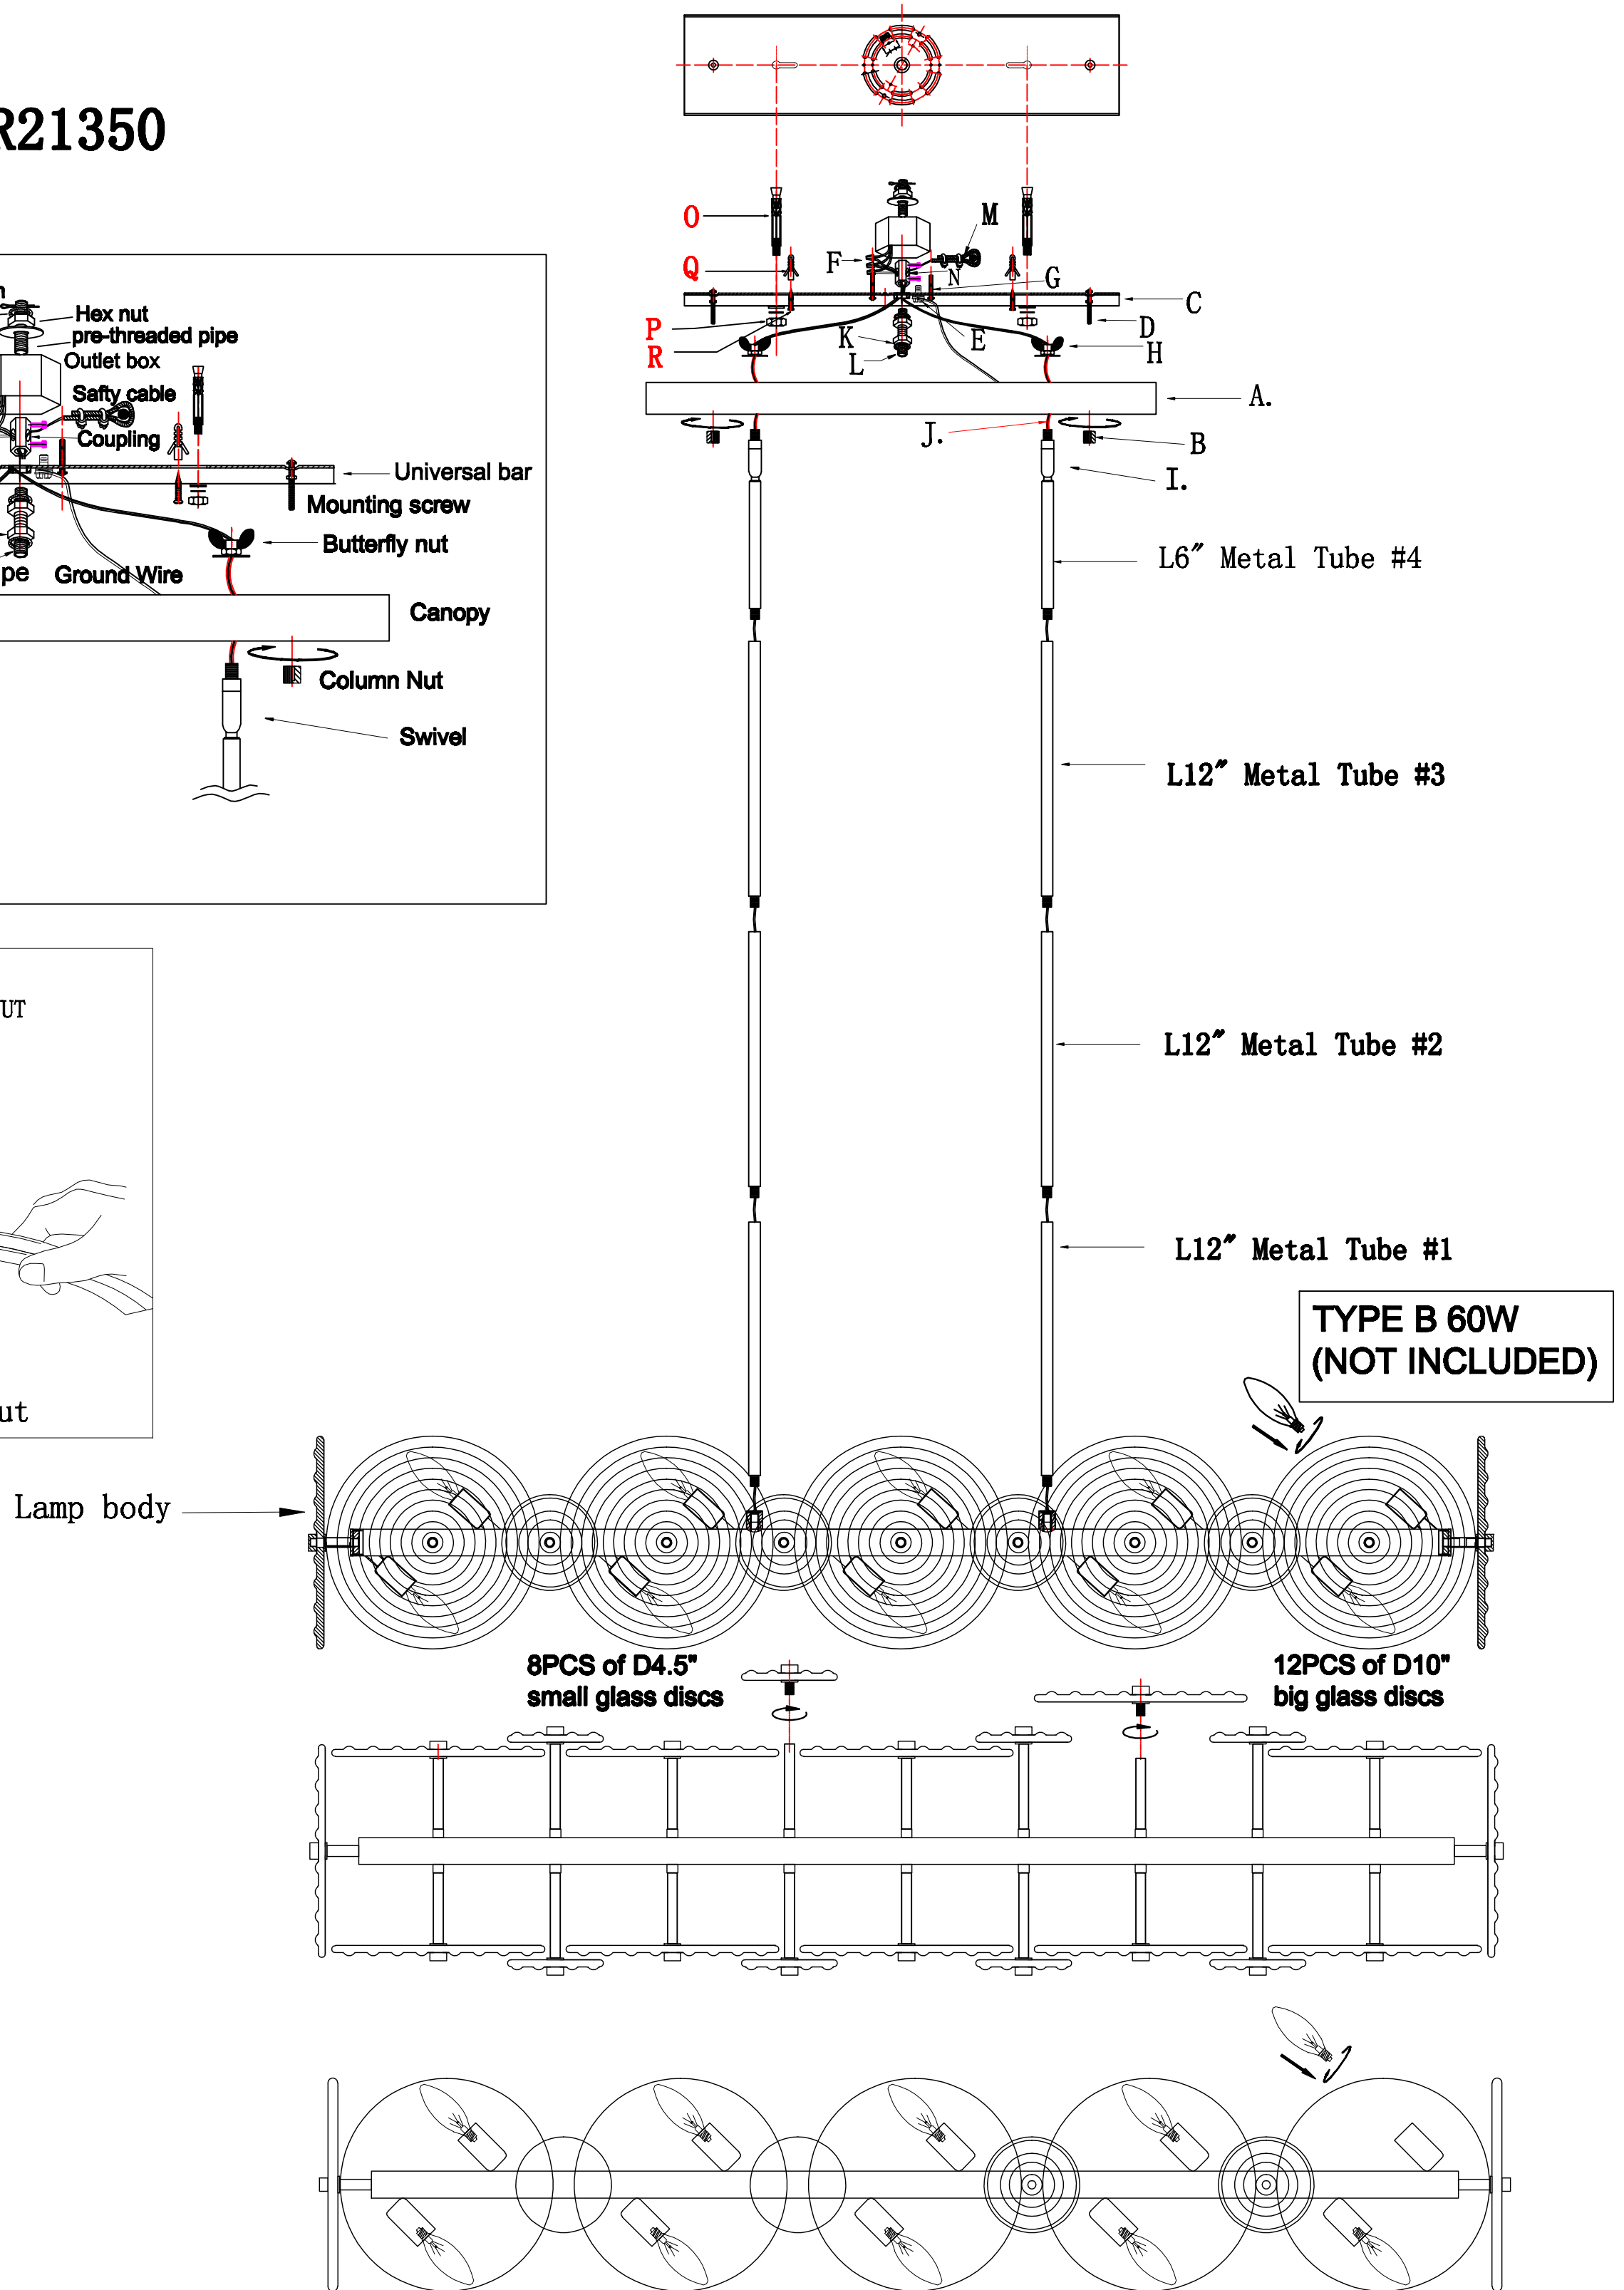 R21350
Hex nut
pre-threaded pipe
Outlet box
Safty cable
Coupling
Universal bar
Mounting screw
Butterfly nut
pe
Ground Wire
Canopy
Column Nut
Swivel
UT
ut
O
M
F
Q
N
G
C
P
D
K
E
R
L
H
A.
J.
B
I.
L6" Metal Tube #4
L12" Metal Tube #3
L12" Metal Tube #2
L12" Metal Tube #1
TYPE B 60W
(NOT INCLUDED)
Lamp body
8PCS of D4.5"
small glass discs
12PCS of D10"
big glass discs